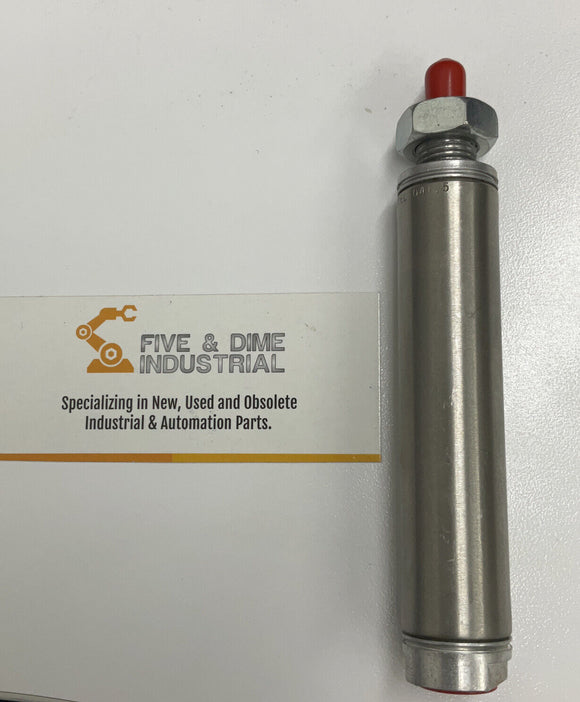 FIVE & DIME
INDUSTRIAL
Specializing in New, Used and Obsolete
Industrial & Automation Parts.